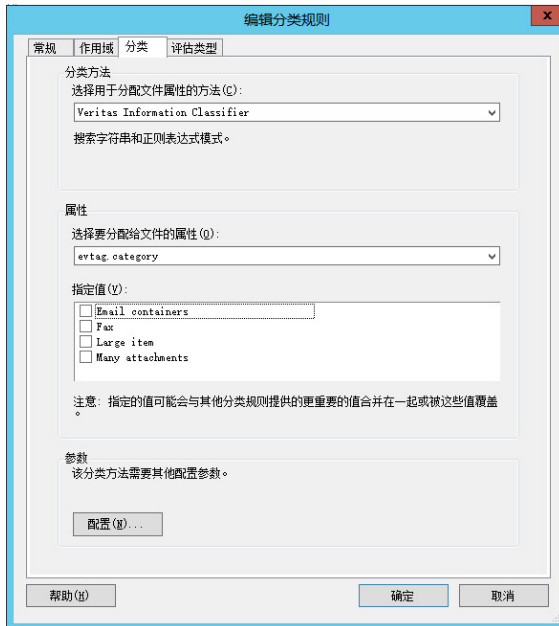 编辑分类规则
x
常规 作用域 分类 评估类型
分类方法
选择用于分配文件属性的方法(C):
Veritas Information Classifier
搜索字符串和正则表达式模式。
属性
选择要分配给文件的属性(O):
evtag.category
指定值(V):
Email containers
Fax
Large item
Many attachments
注意: 指定的值可能会与其他分类规则提供的更重要的值合并在一起或被这些值覆盖
。
参数
该分类方法需要其他配置参数。
配置(N)...
帮助(H) 确定 取消